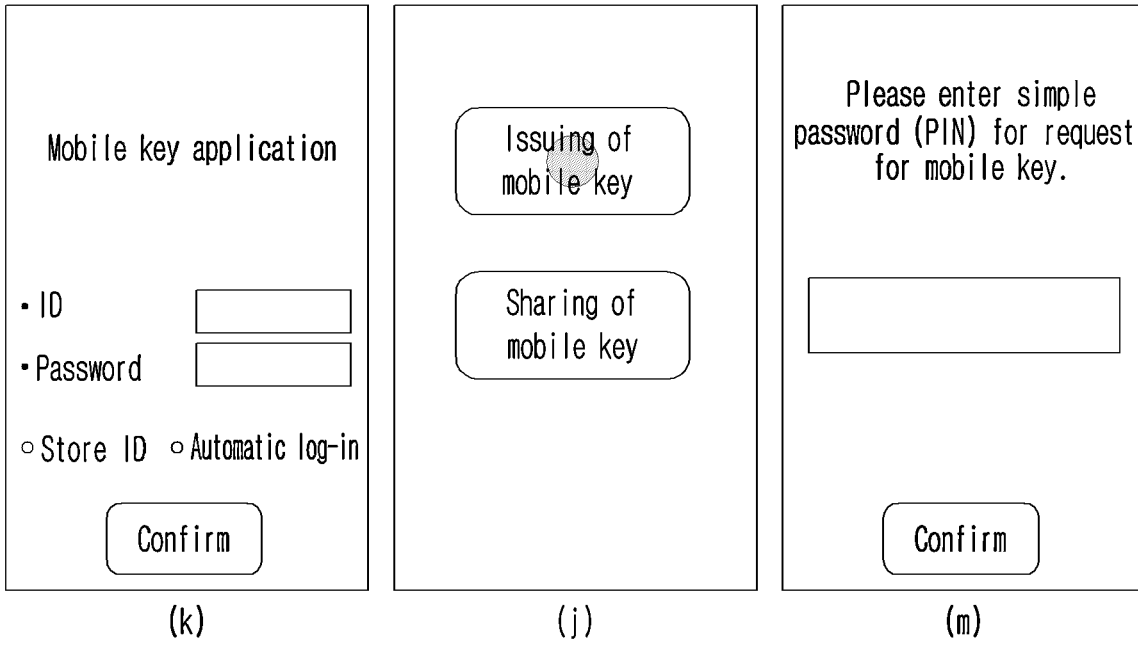 Mobile key application
・ID
・Password
○Store ID ○Automatic log-in
Confirm
(k)
Issuing of
mobile key
Sharing of
mobile key
(j)
Please enter simple
password (PIN) for request
for mobile key.
Confirm
(m)